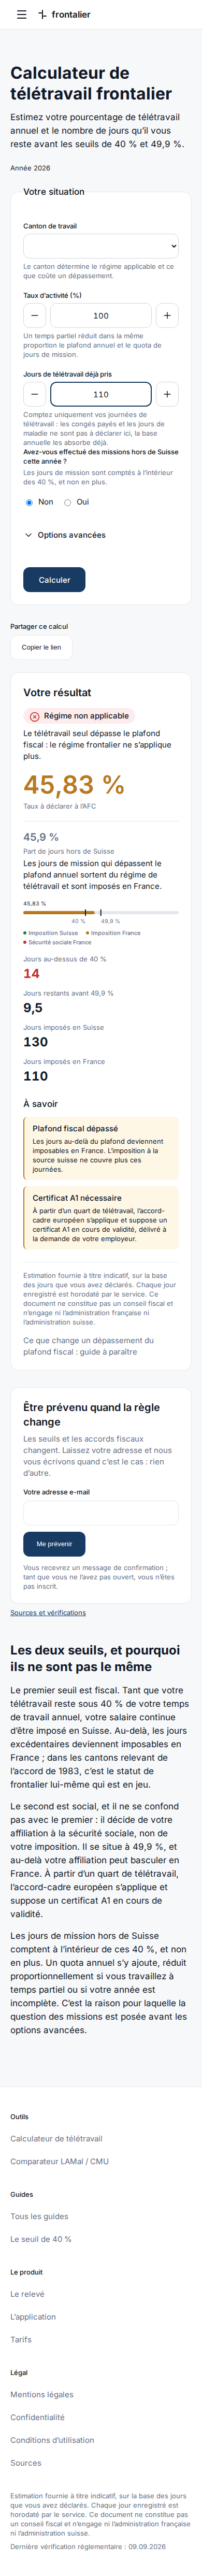 frontalier
Calculateur de
télétravail frontalier
Estimez votre pourcentage de télétravail
annuel et le nombre de jours qu’il vous
reste avant les seuils de 40 % et 49,9 %.
Année 2026
Votre situation
Canton de travail
Le canton détermine le régime applicable et ce
que coûte un dépassement.
Taux d’activité (%)
100
Un temps partiel réduit dans la même
proportion le plafond annuel et le quota de
jours de mission.
Jours de télétravail déjà pris
110
Comptez uniquement vos journées de
télétravail : les congés payés et les jours de
maladie ne sont pas à déclarer ici, la base
annuelle les absorbe déjà.
Avez-vous effectué des missions hors de Suisse
cette année ?
Les jours de mission sont comptés à l’intérieur
des 40 %, et non en plus.
Non
Oui
Options avancées
Calculer
Partager ce calcul
Copier le lien
Votre résultat
Régime non applicable
Le télétravail seul dépasse le plafond
fiscal : le régime frontalier ne s’applique
plus.
45,83 %
Taux à déclarer à l’AFC
45,9 %
Part de jours hors de Suisse
Les jours de mission qui dépassent le
plafond annuel sortent du régime de
télétravail et sont imposés en France.
45,83 %
40 %
49,9 %
Imposition Suisse
Imposition France
Sécurité sociale France
Jours au-dessus de 40 %
14
Jours restants avant 49,9 %
9,5
Jours imposés en Suisse
130
Jours imposés en France
110
À savoir
Plafond fiscal dépassé
Les jours au-delà du plafond deviennent
imposables en France. L’imposition à la
source suisse ne couvre plus ces
journées.
Certificat A1 nécessaire
À partir d’un quart de télétravail, l’accord-
cadre européen s’applique et suppose un
certificat A1 en cours de validité, délivré à
la demande de votre employeur.
Estimation fournie à titre indicatif, sur la base
des jours que vous avez déclarés. Chaque jour
enregistré est horodaté par le service. Ce
document ne constitue pas un conseil fiscal et
n’engage ni l’administration française ni
l’administration suisse.
Ce que change un dépassement du
plafond fiscal : guide à paraître
Être prévenu quand la règle
change
Les seuils et les accords fiscaux
changent. Laissez votre adresse et nous
vous écrivons quand c’est le cas : rien
d’autre.
Votre adresse e-mail
Me prévenir
Vous recevrez un message de confirmation ;
tant que vous ne l’avez pas ouvert, vous n’êtes
pas inscrit.
Sources et vérifications
Les deux seuils, et pourquoi
ils ne sont pas le même
Le premier seuil est fiscal. Tant que votre
télétravail reste sous 40 % de votre temps
de travail annuel, votre salaire continue
d’être imposé en Suisse. Au-delà, les jours
excédentaires deviennent imposables en
France ; dans les cantons relevant de
l’accord de 1983, c’est le statut de
frontalier lui-même qui est en jeu.
Le second est social, et il ne se confond
pas avec le premier : il décide de votre
affiliation à la sécurité sociale, non de
votre imposition. Il se situe à 49,9 %, et
au-delà votre affiliation peut basculer en
France. À partir d’un quart de télétravail,
l’accord-cadre européen s’applique et
suppose un certificat A1 en cours de
validité.
Les jours de mission hors de Suisse
comptent à l’intérieur de ces 40 %, et non
en plus. Un quota annuel s’y ajoute, réduit
proportionnellement si vous travaillez à
temps partiel ou si votre année est
incomplète. C’est la raison pour laquelle la
question des missions est posée avant les
options avancées.
Outils
Calculateur de télétravail
Comparateur LAMal / CMU
Guides
Tous les guides
Le seuil de 40 %
Le produit
Le relevé
L’application
Tarifs
Légal
Mentions légales
Confidentialité
Conditions d’utilisation
Sources
Estimation fournie à titre indicatif, sur la base des jours
que vous avez déclarés. Chaque jour enregistré est
horodaté par le service. Ce document ne constitue pas
un conseil fiscal et n’engage ni l’administration française
ni l’administration suisse.
Dernière vérification réglementaire : 09.09.2026